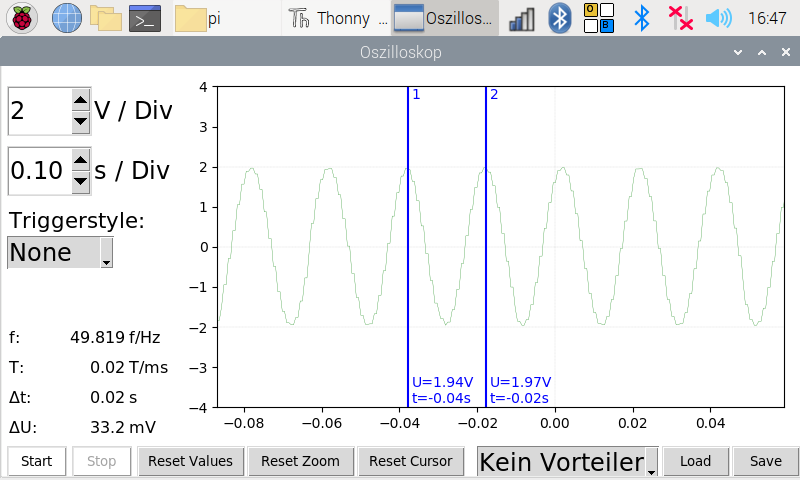 pi
Thonny ...
Oszillos...
16:47
Oszilloskop
2 V / Div
0.10 s / Div
Triggerstyle:
None
f: 49.819 f/Hz
T: 0.02 T/ms
Δt: 0.02 s
ΔU: 33.2 mV
4
3
2
1
0
−1
−2
−3
−4
1
2
U=1.94V
t=-0.04s
U=1.97V
t=-0.02s
−0.08 −0.06 −0.04 −0.02 0.00 0.02 0.04
Start Stop Reset Values Reset Zoom Reset Cursor Kein Vorteiler Load Save